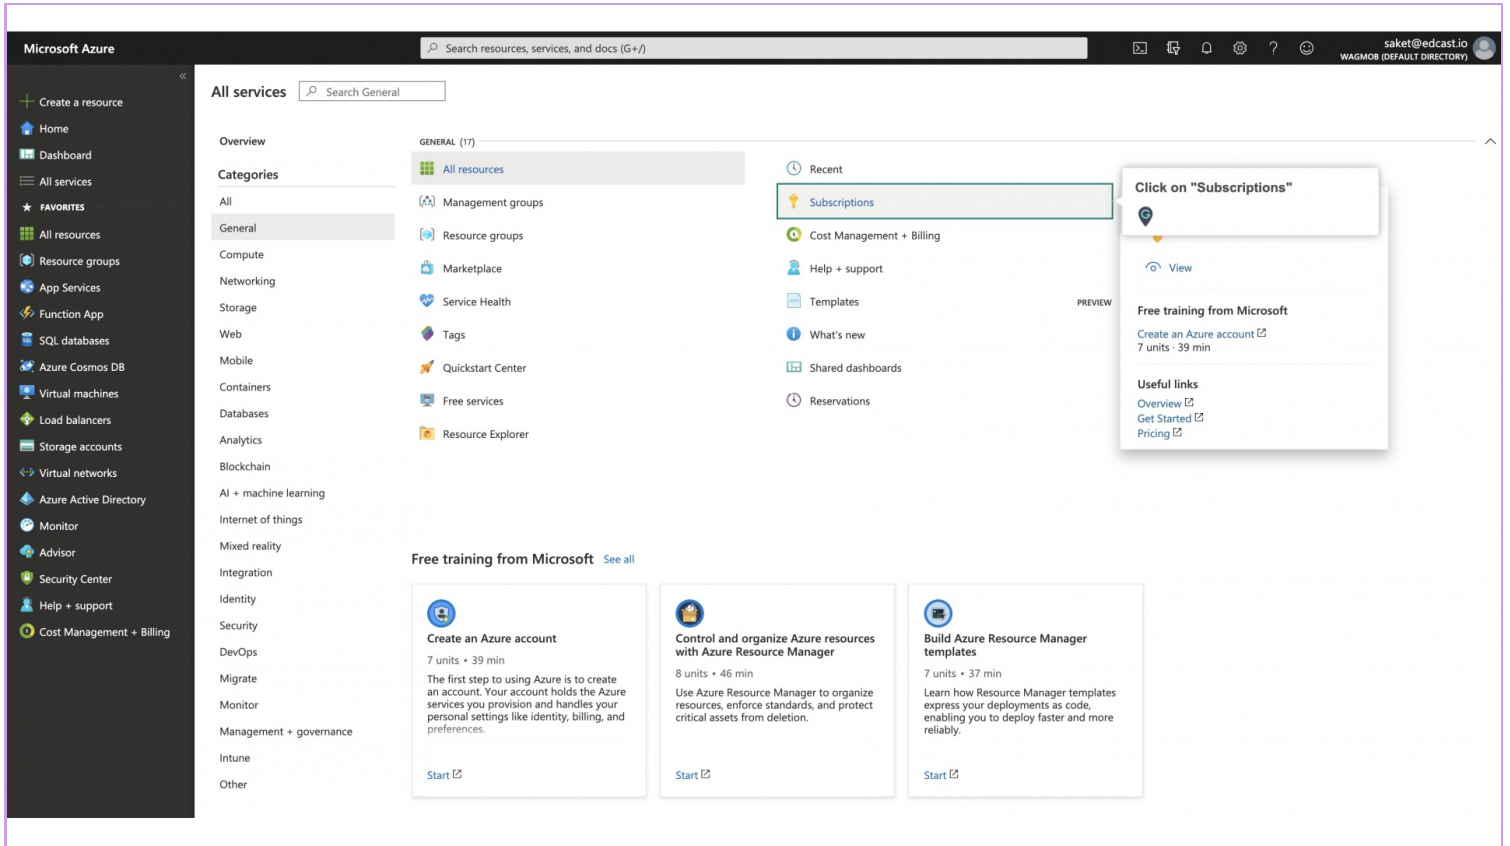 Microsoft Azure
Search resources, services, and docs (G+/)
saket@edcast.io
WAGMOB (DEFAULT DIRECTORY)
«
Create a resource
Home
Dashboard
All services
FAVORITES
All resources
Resource groups
App Services
Function App
SQL databases
Azure Cosmos DB
Virtual machines
Load balancers
Storage accounts
Virtual networks
Azure Active Directory
Monitor
Advisor
Security Center
Help + support
Cost Management + Billing
All services
Search General
Overview
Categories
All
General
Compute
Networking
Storage
Web
Mobile
Containers
Databases
Analytics
Blockchain
AI + machine learning
Internet of things
Mixed reality
Integration
Identity
Security
DevOps
Migrate
Monitor
Management + governance
Intune
Other
GENERAL (17)
All resources
Management groups
Resource groups
Marketplace
Service Health
Tags
Quickstart Center
Free services
Resource Explorer
Recent
Subscriptions
Cost Management + Billing
Help + support
Templates
PREVIEW
What's new
Shared dashboards
Reservations
Click on "Subscriptions"
View
Free training from Microsoft
Create an Azure account
7 units · 39 min
Useful links
Overview
Get Started
Pricing
Free training from Microsoft See all
Create an Azure account
7 units • 39 min
The first step to using Azure is to create
an account. Your account holds the Azure
services you provision and handles your
personal settings like identity, billing, and
preferences.
Start
Control and organize Azure resources
with Azure Resource Manager
8 units • 46 min
Use Azure Resource Manager to organize
resources, enforce standards, and protect
critical assets from deletion.
Start
Build Azure Resource Manager
templates
7 units • 37 min
Learn how Resource Manager templates
express your deployments as code,
enabling you to deploy faster and more
reliably.
Start